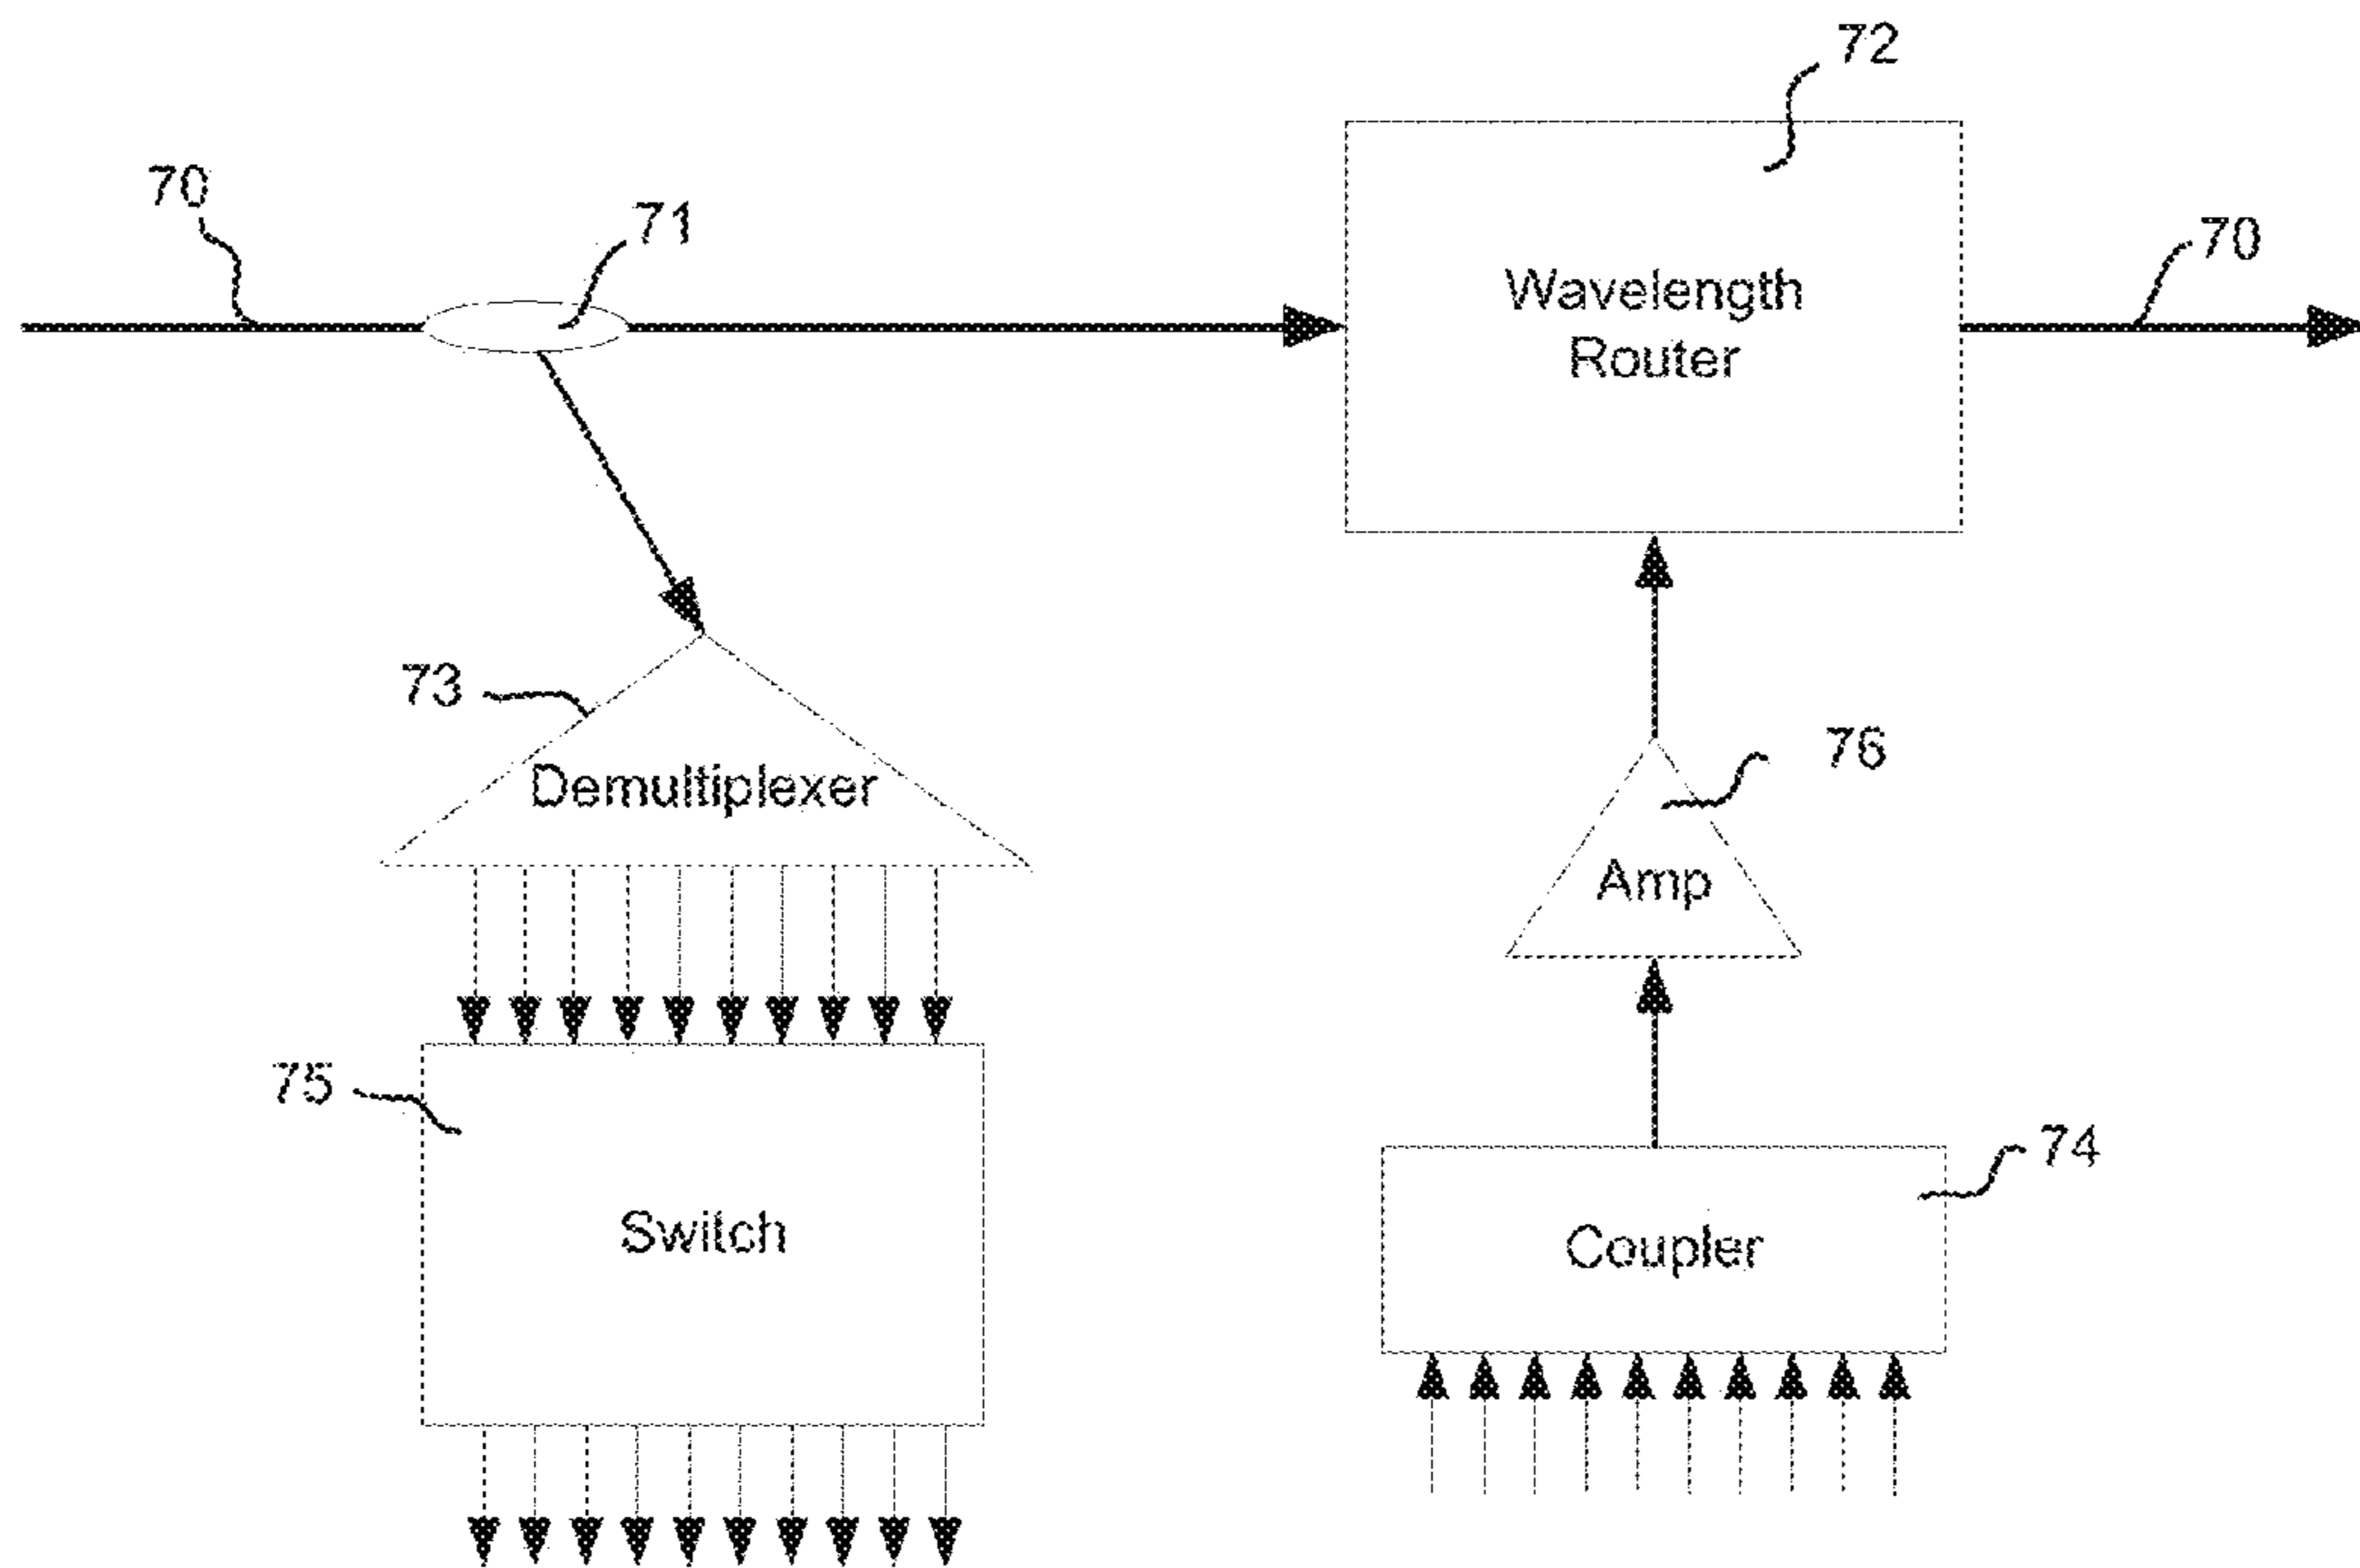 72
70
71
70
Wavelength
Router
73
Demultiplexer
76
Amp
75
Switch
74
Coupler